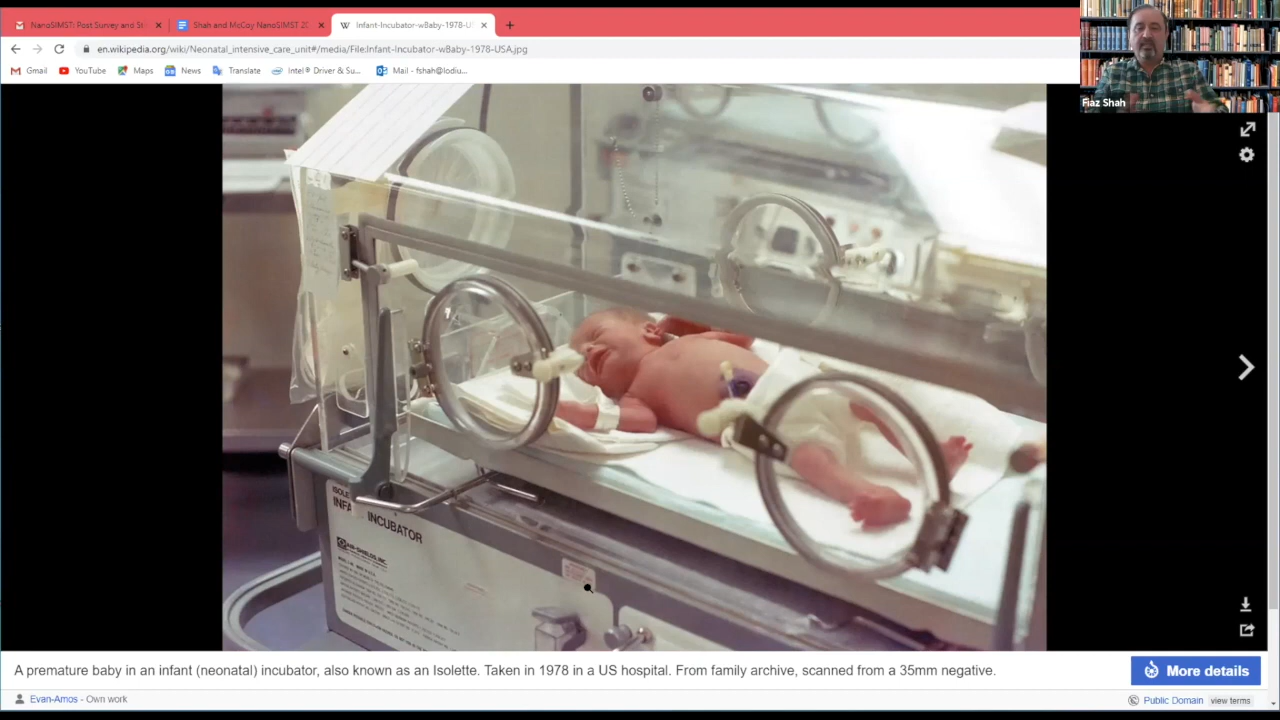 NanoSIMST: Post Survey and Sti
Shah and McCoy NanoSIMST 20
Infant-Incubator-wBaby-1978-U
en.wikipedia.org/wiki/Neonatal_intensive_care_unit#/media/File:Infant-Incubator-wBaby-1978-USA.jpg
Gmail
YouTube
Maps
News
Translate
Intel® Driver & Su...
Mail - fshah@lodiu...
Fiaz Shah
INFA INCUBATOR
A premature baby in an infant (neonatal) incubator, also known as an Isolette. Taken in 1978 in a US hospital. From family archive, scanned from a 35mm negative.
More details
Evan-Amos - Own work
Public Domain view terms